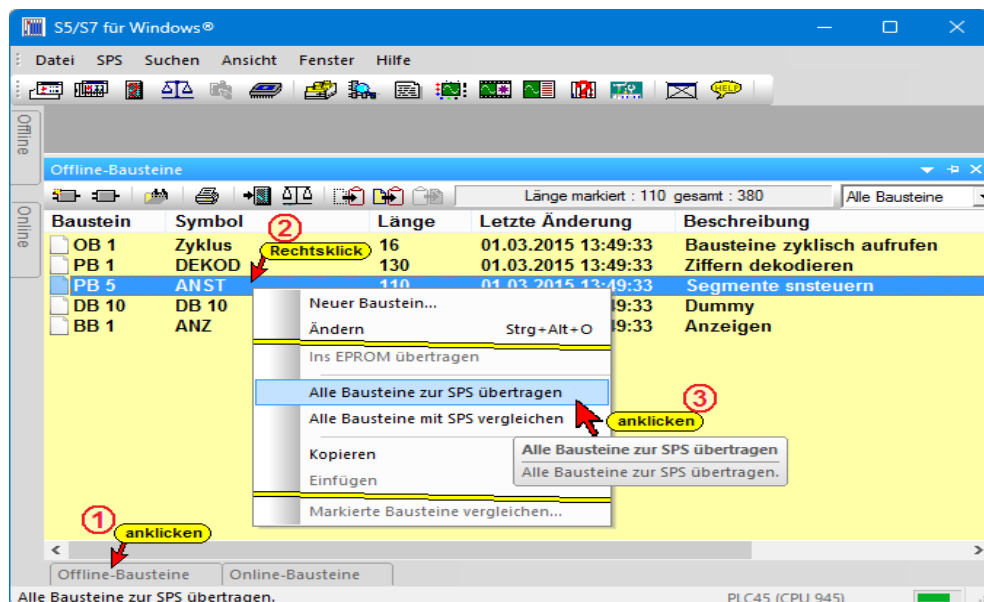 S5/S7 für Windows®
Datei SPS Suchen Ansicht Fenster Hilfe
HELP
Offline
Online
Offline-Bausteine
Länge markiert : 110 gesamt : 380 Alle Bausteine
Baustein Symbol Länge Letzte Änderung Beschreibung
2
Rechtsklick
OB 1 Zyklus 16 01.03.2015 13:49:33 Bausteine zyklisch aufrufen
PB 1 DEKOD 130 01.03.2015 13:49:33 Ziffern dekodieren
PB 5 ANST 110 01.03.2015 13:49:33 Segmente snsteuern
DB 10 DB 10 19:33 Dummy
BB 1 ANZ 19:33 Anzeigen
Neuer Baustein...
Ändern Strg+Alt+O
Ins EPROM übertragen
Alle Bausteine zur SPS übertragen
Alle Bausteine mit SPS vergleichen
3
anklicken
Kopieren
Einfügen
Markierte Bausteine vergleichen...
Alle Bausteine zur SPS übertragen
Alle Bausteine zur SPS übertragen.
1
anklicken
Offline-Bausteine Online-Bausteine
Alle Bausteine zur SPS übertragen. PLC45 (CPU 945)